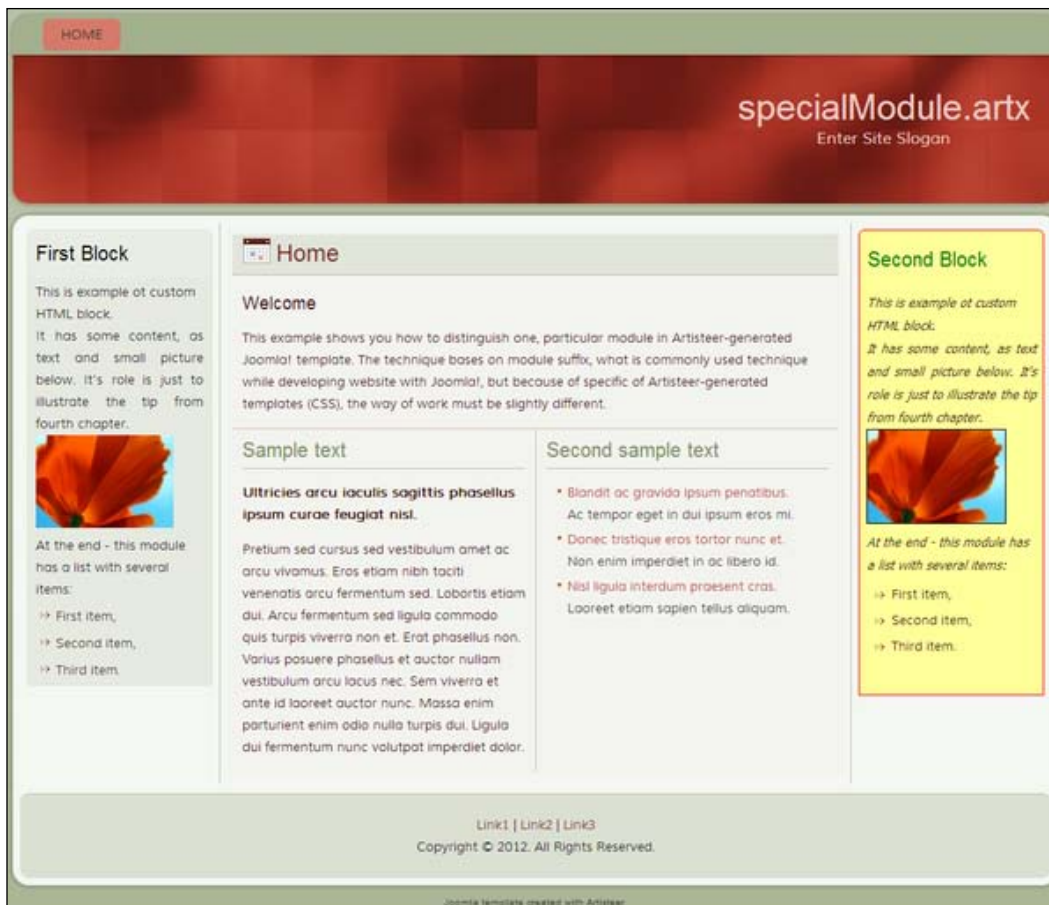 HOME
specialModule.artx
Enter Site Slogan
First Block
This is example ot custom
HTML block.
It has some content, as
text and small picture
below. It's role is just to
illustrate the tip from
fourth chapter.
At the end - this module
has a list with several
items:
First item,
Second item,
Third item.
Home
Welcome
This example shows you how to distinguish one, particular module in Artisteer-generated
Joomla! template. The technique bases on module suffix, what is commonly used technique
while developing website with Joomla!, but because of specific of Artisteer-generated
templates (CSS), the way of work must be slightly different.
Sample text
Ultricies arcu iaculis sagittis phasellus
ipsum curae feugiat nisl.
Pretium sed cursus sed vestibulum amet ac
arcu vivamus. Eros etiam nibh taciti
venenatis arcu fermentum sed. Lobortis etiam
dui. Arcu fermentum sed ligula commodo
quis turpis viverra non et. Erat phasellus non.
Varius posuere phasellus et auctor nullam
vestibulum arcu lacus nec. Sem viverra et
ante id laoreet auctor nunc. Massa enim
parturient enim odio nulla turpis dui. Ligula
dui fermentum nunc volutpat imperdiet dolor.
Second sample text
Blandit ac gravida ipsum penatibus.
Ac tempor eget in dui ipsum eros mi.
Donec tristique eros tortor nunc et.
Non enim imperdiet in ac libero id.
Nisl ligula interdum praesent cras.
Laoreet etiam sapien tellus aliquam.
Second Block
This is example ot custom
HTML block.
It has some content, as text
and small picture below. It's
role is just to illustrate the tip
from fourth chapter.
At the end - this module has
a list with several items:
First item,
Second item,
Third item.
Link1 | Link2 | Link3
Copyright © 2012. All Rights Reserved.
Joomla template created with Artisteer.